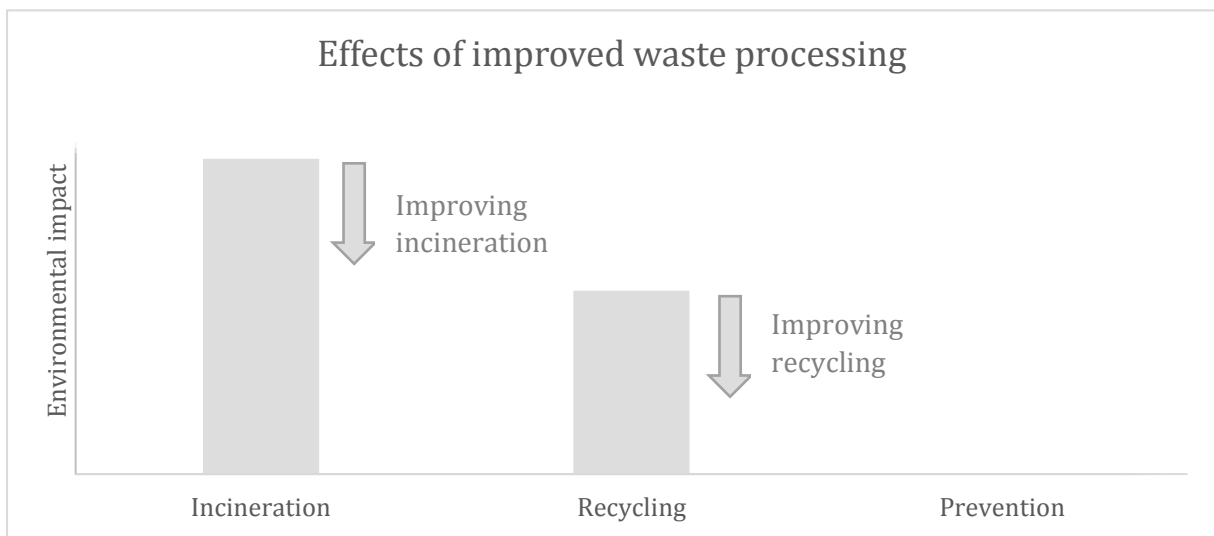 Effects of improved waste processing
Environmental impact
Improving
incineration
Improving
recycling
Incineration
Recycling
Prevention